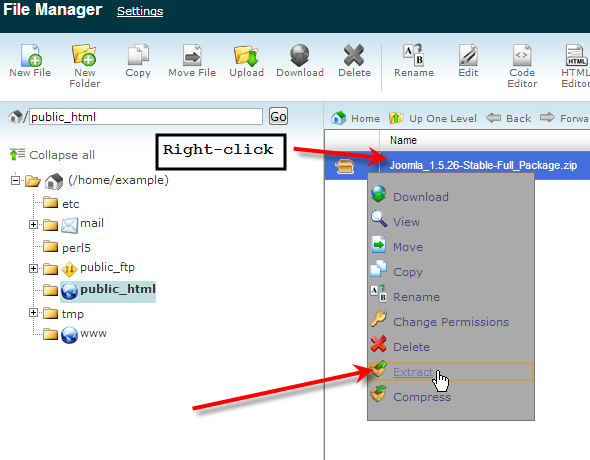 File Manager Settings
New File New Folder Copy Move File Upload Download Delete Rename Edit Code Editor HTML Editor
/ public_html Go
Home Up One Level Back Forwa
Name
Right-click
Joomla_1.5.26-Stable-Full_Package.zip
Collapse all
(/home/example)
etc
mail
perl5
public_ftp
public_html
tmp
www
Download
View
Move
Copy
Rename
Change Permissions
Delete
Extract
Compress